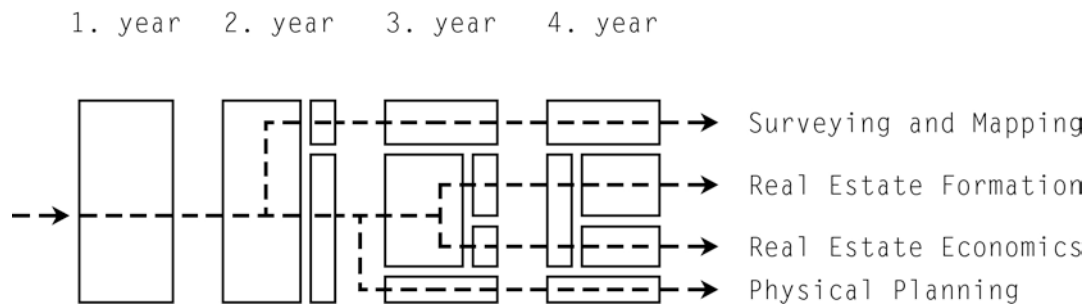 1. year 2. year 3. year 4. year
Surveying and Mapping
Real Estate Formation
Real Estate Economics
Physical Planning